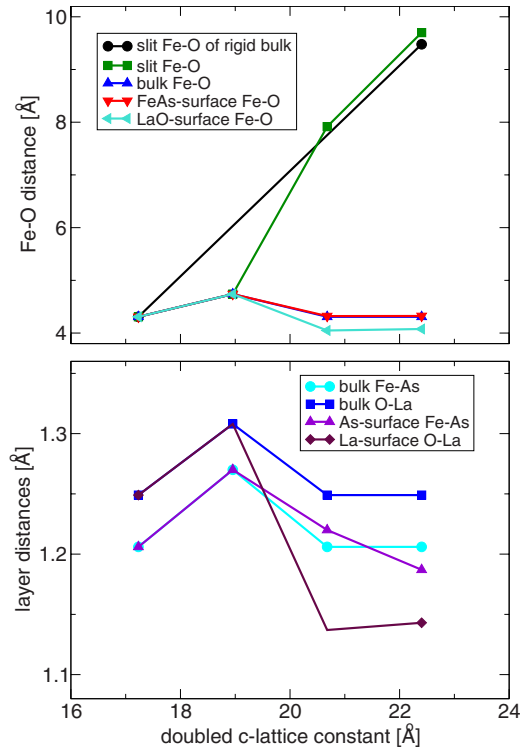 10
8
6
4
Fe-O distance [Å]
slit Fe-O of rigid bulk
slit Fe-O
bulk Fe-O
FeAs-surface Fe-O
LaO-surface Fe-O
1.3
1.2
1.1
layer distances [Å]
bulk Fe-As
bulk O-La
As-surface Fe-As
La-surface O-La
16 18 20 22 24
doubled c-lattice constant [Å]